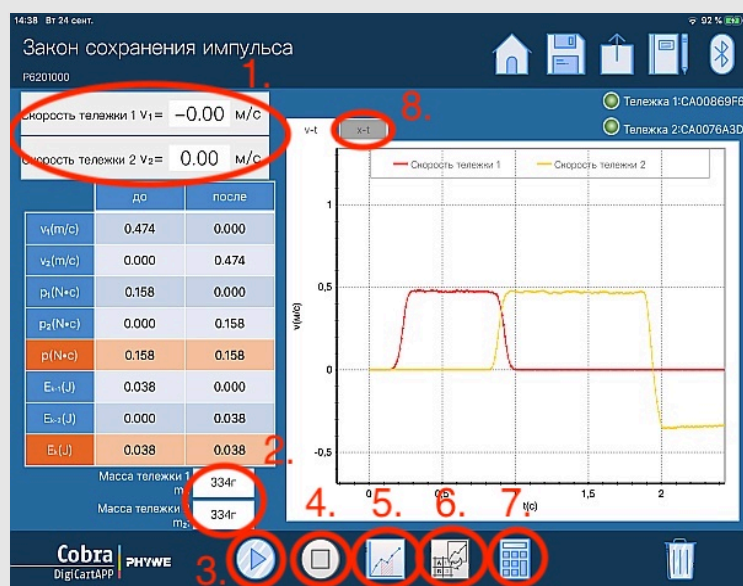 14:38 Вт 24 сент.
92 %
Закон сохранения импульса
P6201000
1.
Скорость тележки 1 V₁= −0.00 м/с
Скорость тележки 2 V₂= 0.00 м/с
8.
v-t x-t
Тележка 1:CA00869F6
Тележка 2:CA0076A3D
до после
v₁(m/c) 0.474 0.000
v₂(m/c) 0.000 0.474
p₁(N•c) 0.158 0.000
p₂(N•c) 0.000 0.158
p(N•c) 0.158 0.158
Eₖ₋₁(J) 0.038 0.000
Eₖ₋₂(J) 0.000 0.038
Eₖ(J) 0.038 0.038
Скорость тележки 1 Скорость тележки 2
v(м/с)
1
0,5
0
-0,5
0 0,5 1 1,5 2
t(c)
2.
Масса тележки 1
m₁: 334г
Масса тележки
m₂: 334г
3.
4.
5.
6.
7.
Cobra PHYWE
DigiCartAPP